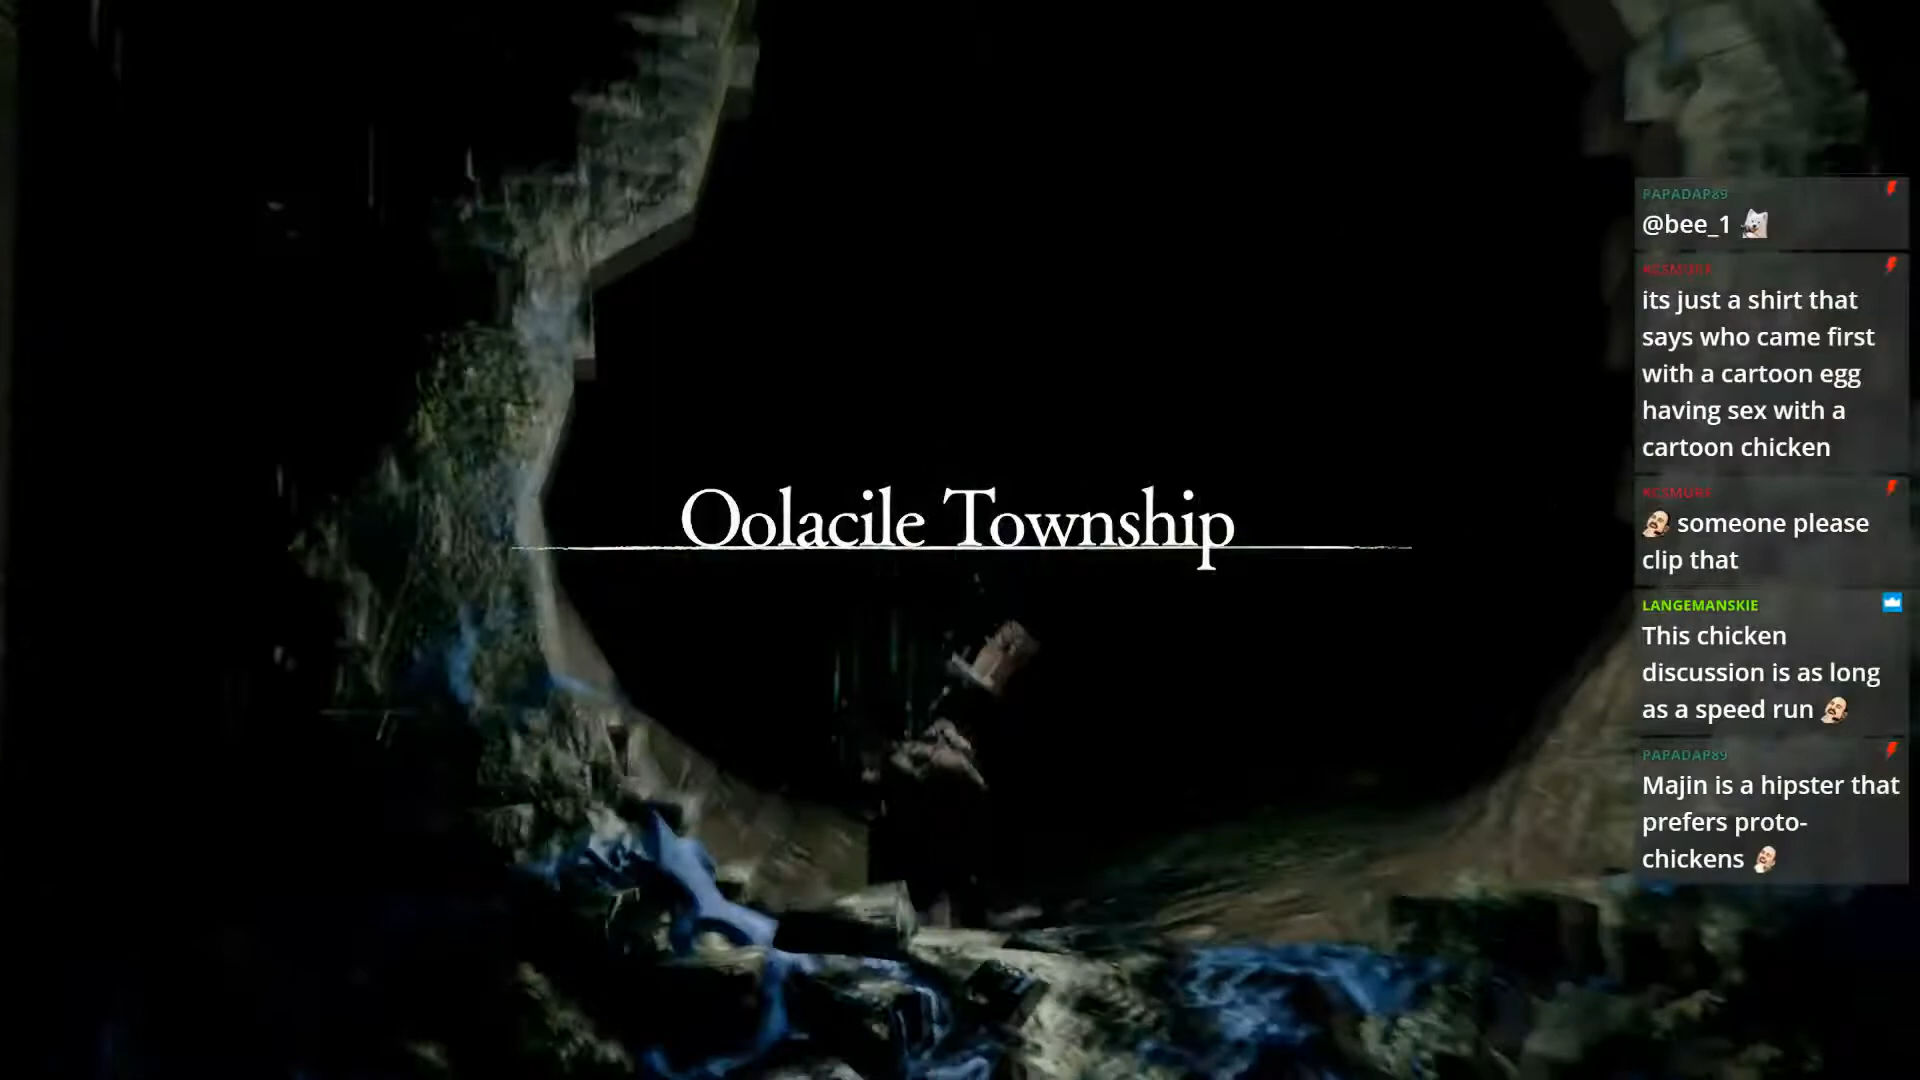 Oolacile Township
PAPADAP89
@bee_1
KCSMURF
its just a shirt that
says who came first
with a cartoon egg
having sex with a
cartoon chicken
KCSMURF
someone please
clip that
LANGEMANSKIE
This chicken
discussion is as long
as a speed run
PAPADAP89
Majin is a hipster that
prefers proto-
chickens